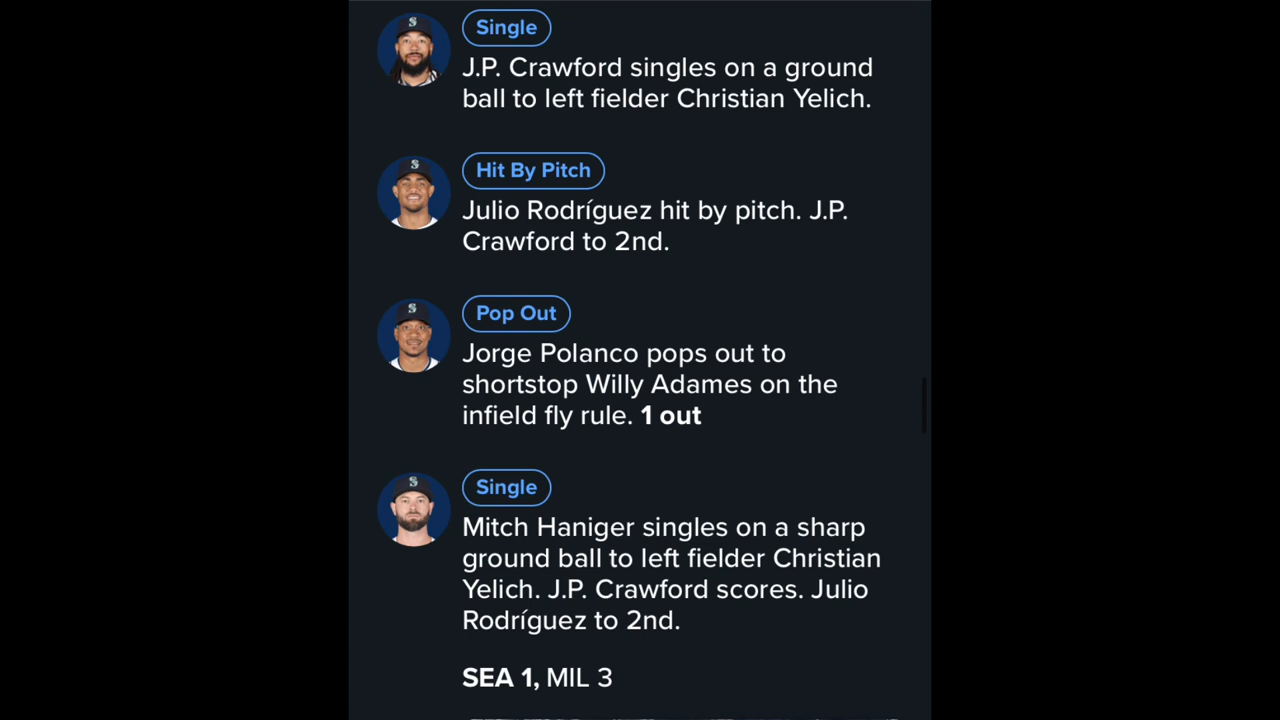 Single
J.P. Crawford singles on a ground
ball to left fielder Christian Yelich.
Hit By Pitch
Julio Rodríguez hit by pitch. J.P.
Crawford to 2nd.
Pop Out
Jorge Polanco pops out to
shortstop Willy Adames on the
infield fly rule. 1 out
Single
Mitch Haniger singles on a sharp
ground ball to left fielder Christian
Yelich. J.P. Crawford scores. Julio
Rodríguez to 2nd.
SEA 1, MIL 3